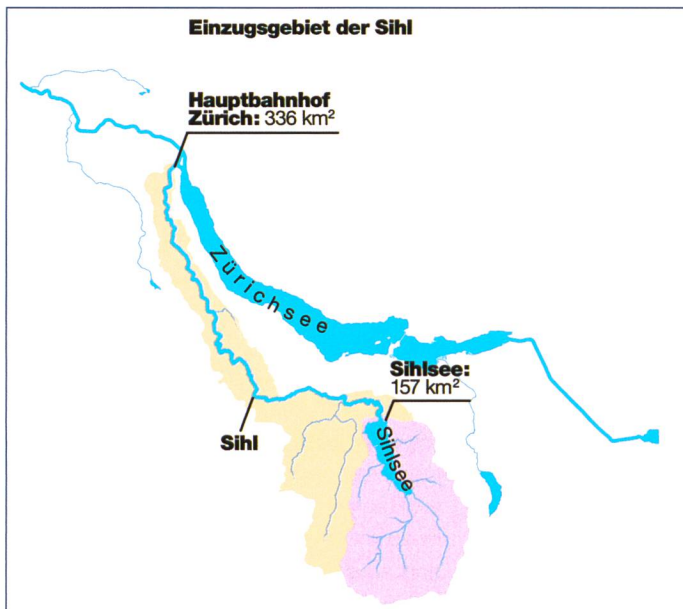 Einzugsgebiet der Sihl
Hauptbahnhof
Zürich: 336 km²
Zürichsee
Sihlsee:
157 km²
Sihl
Sihlsee